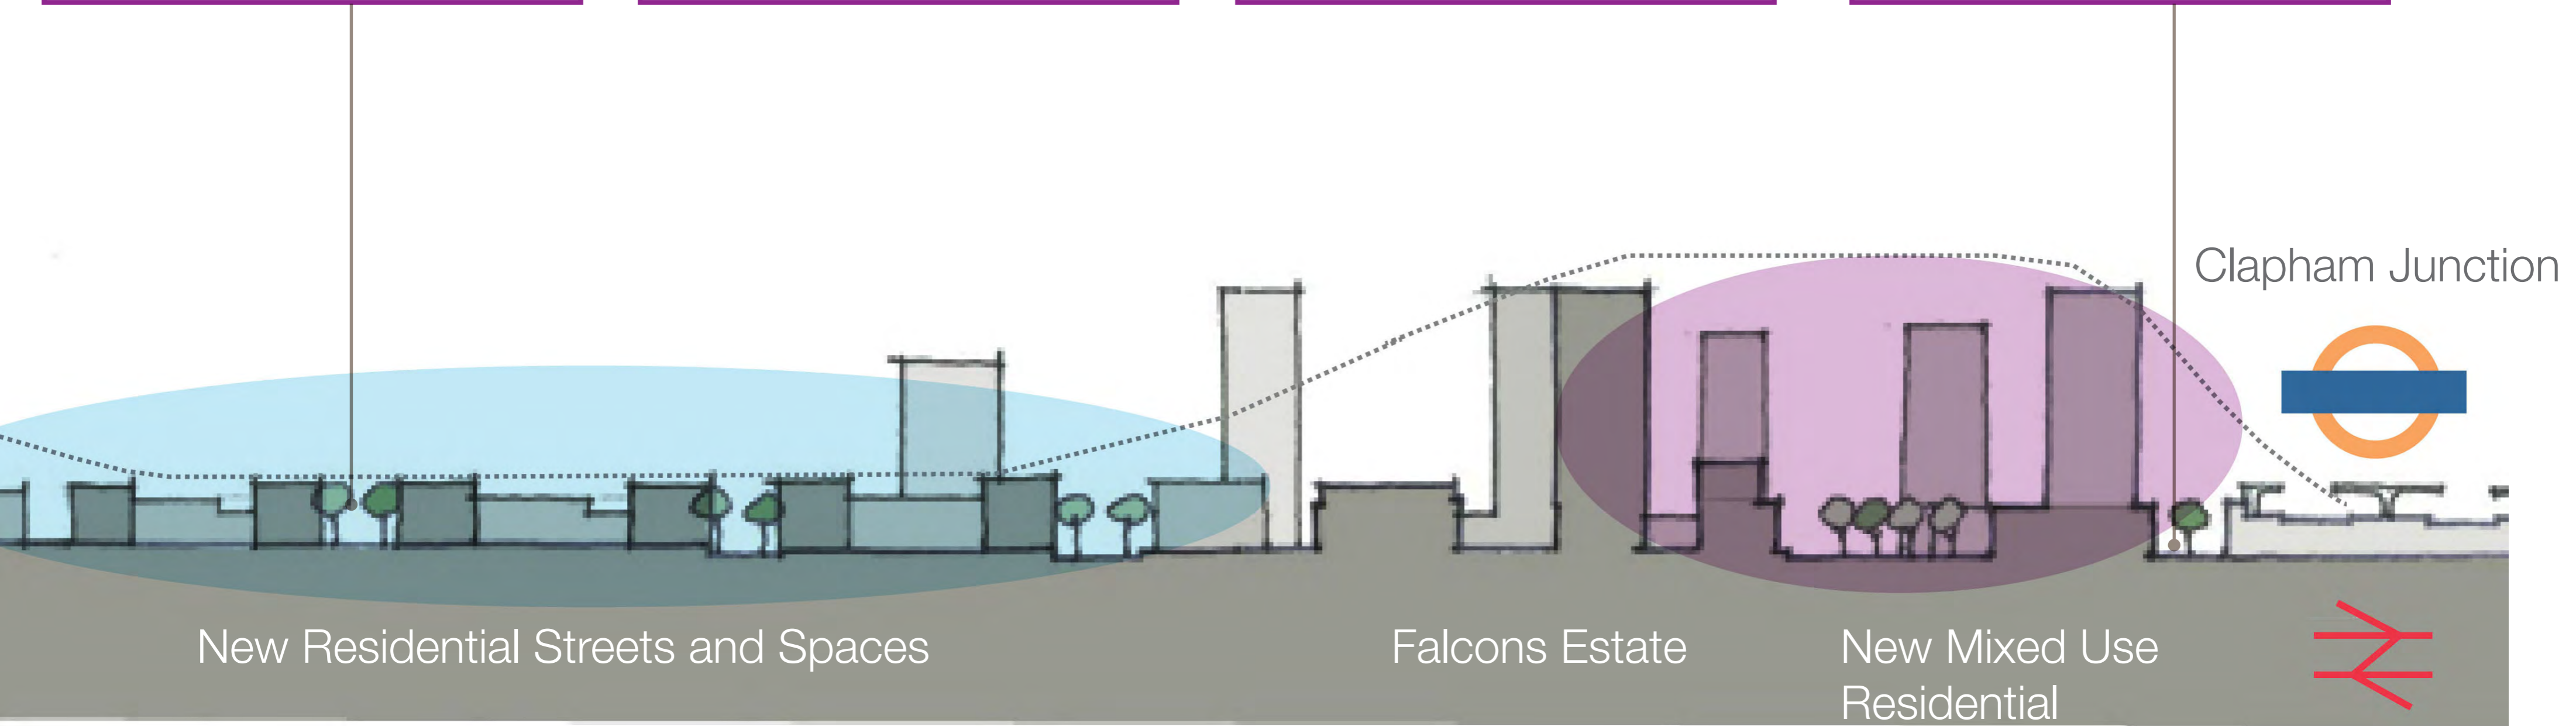 Clapham Junction
New Residential Streets and Spaces
Falcons Estate
New Mixed Use
Residential